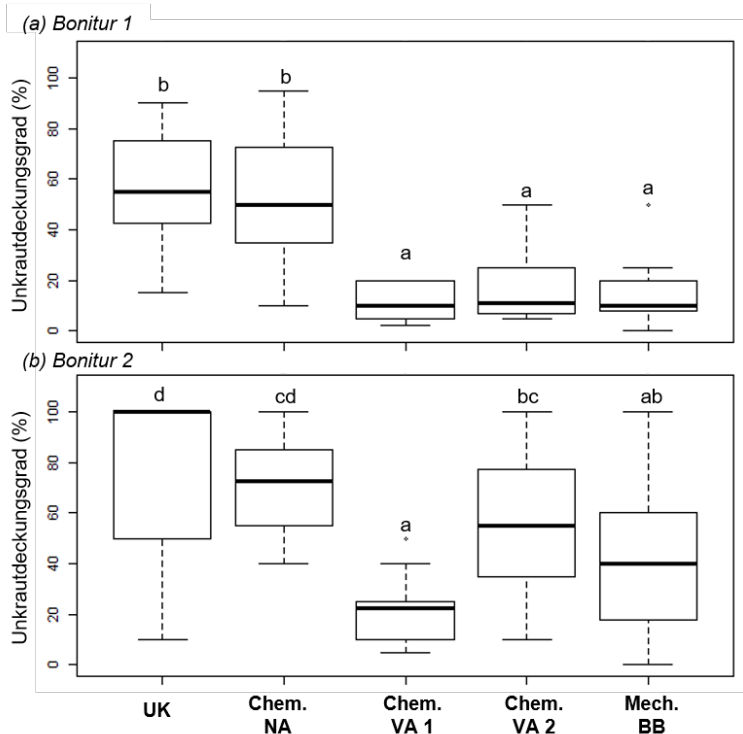 (a) Bonitur 1
Unkrautdeckungsgrad (%)
100
80
60
40
20
0
b
b
a
a
a
(b) Bonitur 2
Unkrautdeckungsgrad (%)
100
80
60
40
20
0
d
cd
a
bc
ab
UK
Chem.
NA
Chem.
VA 1
Chem.
VA 2
Mech.
BB